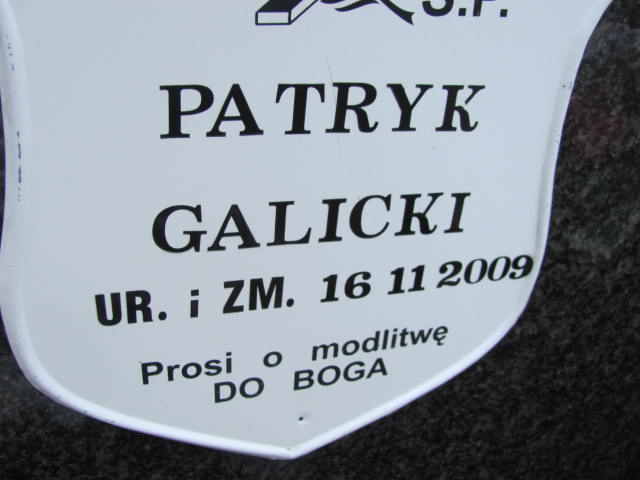 Ś.P.
PATRYK
GALICKI
UR. i ZM. 16 11 2009
Prosi o modlitwę
DO BOGA